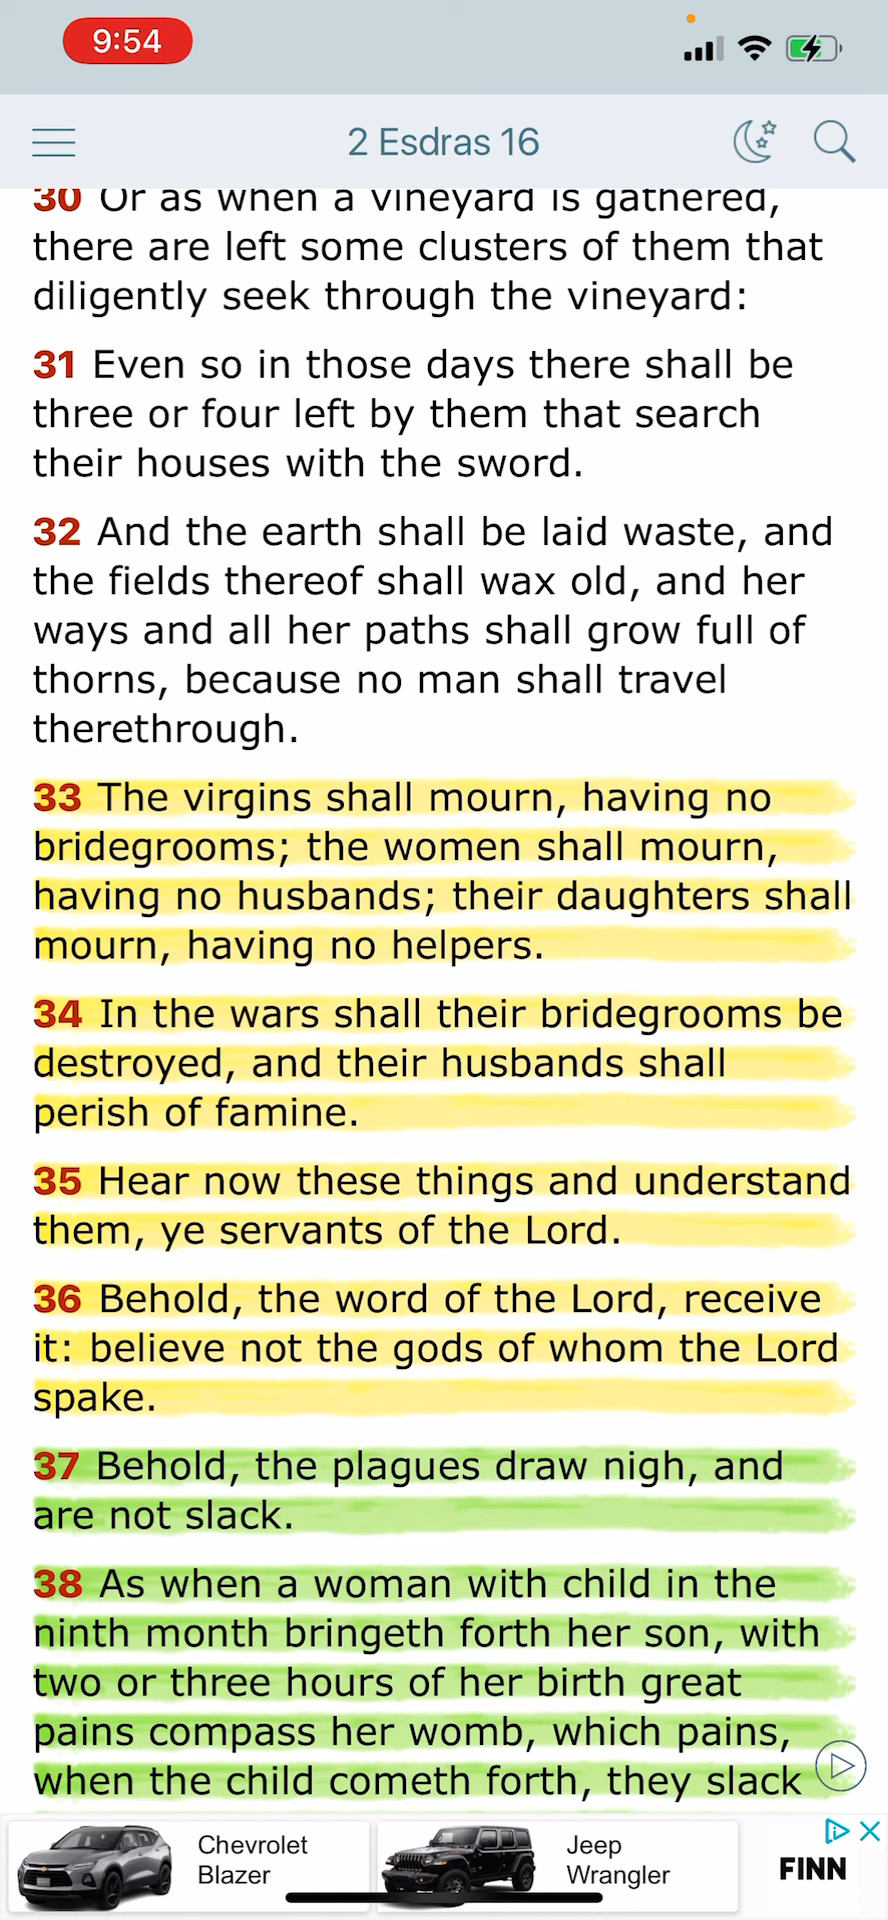 9:54
2 Esdras 16
30 Or as when a vineyard is gathered,
there are left some clusters of them that
diligently seek through the vineyard:
31 Even so in those days there shall be
three or four left by them that search
their houses with the sword.
32 And the earth shall be laid waste, and
the fields thereof shall wax old, and her
ways and all her paths shall grow full of
thorns, because no man shall travel
therethrough.
33 The virgins shall mourn, having no
bridegrooms; the women shall mourn,
having no husbands; their daughters shall
mourn, having no helpers.
34 In the wars shall their bridegrooms be
destroyed, and their husbands shall
perish of famine.
35 Hear now these things and understand
them, ye servants of the Lord.
36 Behold, the word of the Lord, receive
it: believe not the gods of whom the Lord
spake.
37 Behold, the plagues draw nigh, and
are not slack.
38 As when a woman with child in the
ninth month bringeth forth her son, with
two or three hours of her birth great
pains compass her womb, which pains,
when the child cometh forth, they slack
Chevrolet
Blazer
Jeep
Wrangler
FINN